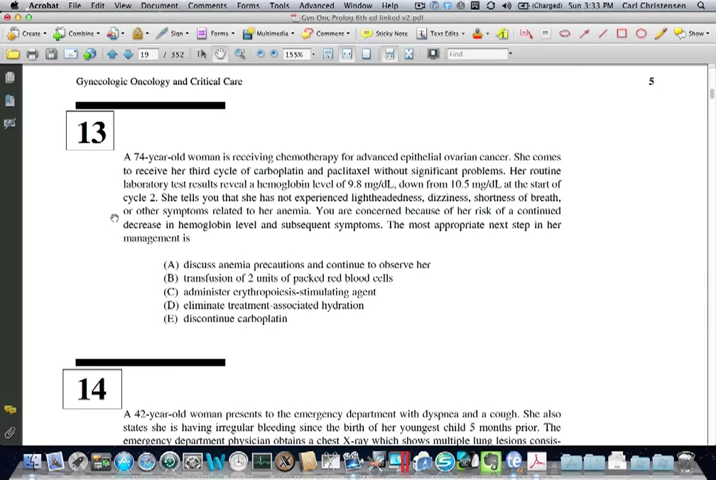 Acrobat File Edit View Document Comments Forms Tools Advanced Window Help (Charged) Sun 3:33 PM Carl Christensen
Gyn Onc Prolog 6th ed linked v2.pdf
Create Combine Sign Forms Multimedia Comment Sticky Note Text Edits Show
19 / 352 155% Find
Gynecologic Oncology and Critical Care 5
13
A 74-year-old woman is receiving chemotherapy for advanced epithelial ovarian cancer. She comes
to receive her third cycle of carboplatin and paclitaxel without significant problems. Her routine
laboratory test results reveal a hemoglobin level of 9.8 mg/dL, down from 10.5 mg/dL at the start of
cycle 2. She tells you that she has not experienced lightheadedness, dizziness, shortness of breath,
or other symptoms related to her anemia. You are concerned because of her risk of a continued
decrease in hemoglobin level and subsequent symptoms. The most appropriate next step in her
management is
(A) discuss anemia precautions and continue to observe her
(B) transfusion of 2 units of packed red blood cells
(C) administer erythropoiesis-stimulating agent
(D) eliminate treatment-associated hydration
(E) discontinue carboplatin
14
A 42-year-old woman presents to the emergency department with dyspnea and a cough. She also
states she is having irregular bleeding since the birth of her youngest child 5 months prior. The
emergency department physician obtains a chest X-ray which shows multiple lung lesions consis-